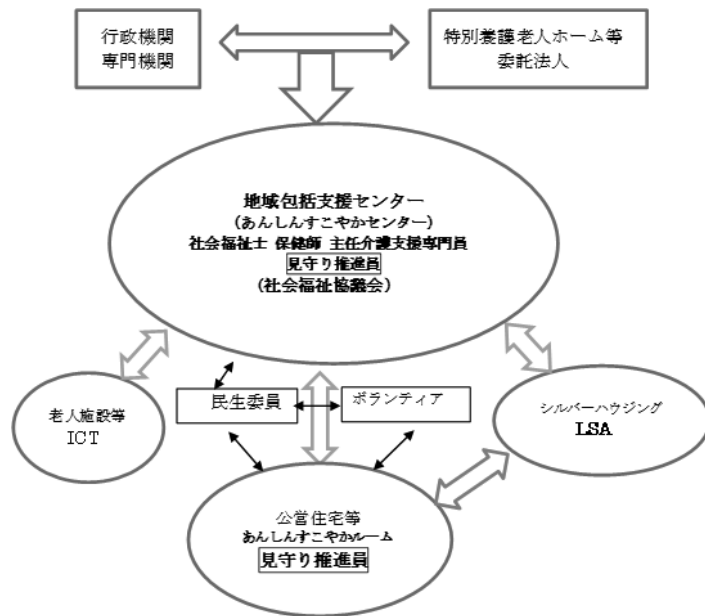 行政機関
専門機関
特別養護老人ホーム等
委託法人
地域包括支援センター
(あんしんすこやかセンター)
社会福祉士 保健師 主任介護支援専門員
見守り推進員
(社会福祉協議会)
老人施設等
ICT
民生委員
ボランティア
シルバーハウジング
LSA
公営住宅等
あんしんすこやかルーム
見守り推進員